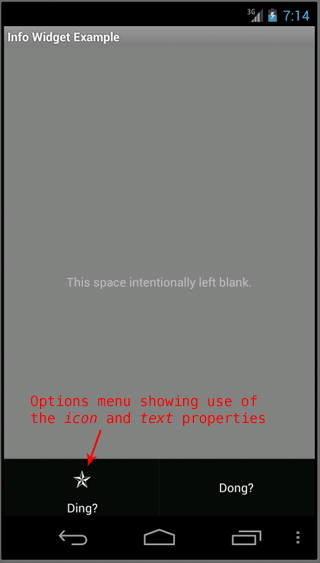 3G 7:14
Info Widget Example
This space intentionally left blank.
Options menu showing use of
the icon and text properties
Ding?
Dong?